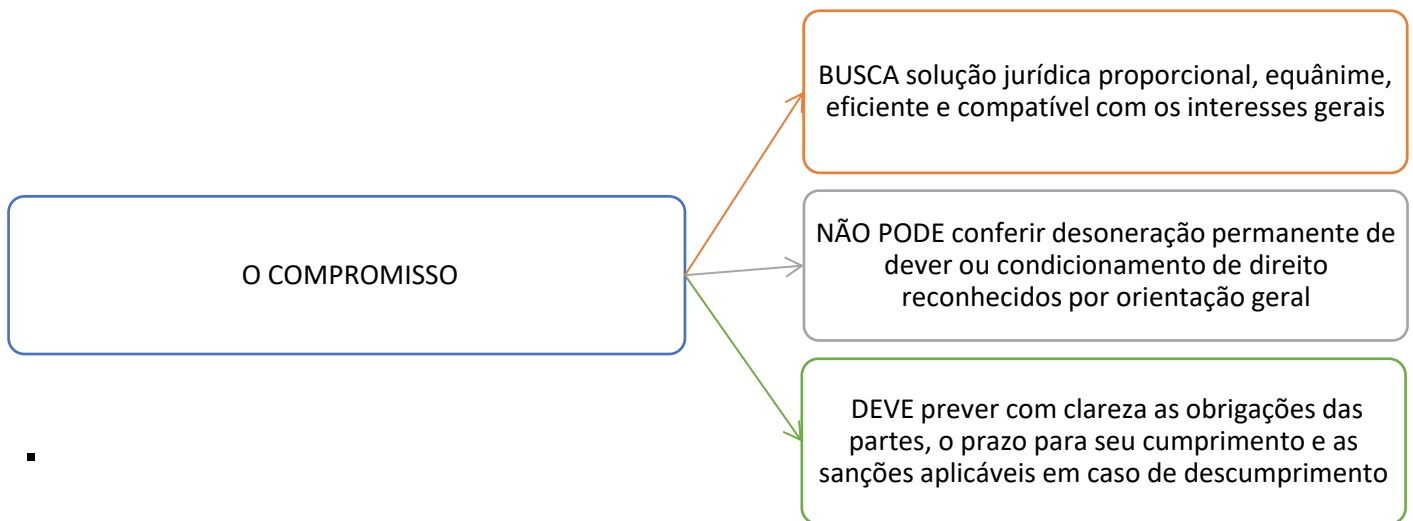 O COMPROMISSO
BUSCA solução jurídica proporcional, equânime,
eficiente e compatível com os interesses gerais
NÃO PODE conferir desoneração permanente de
dever ou condicionamento de direito
reconhecidos por orientação geral
DEVE prever com clareza as obrigações das
partes, o prazo para seu cumprimento e as
sanções aplicáveis em caso de descumprimento